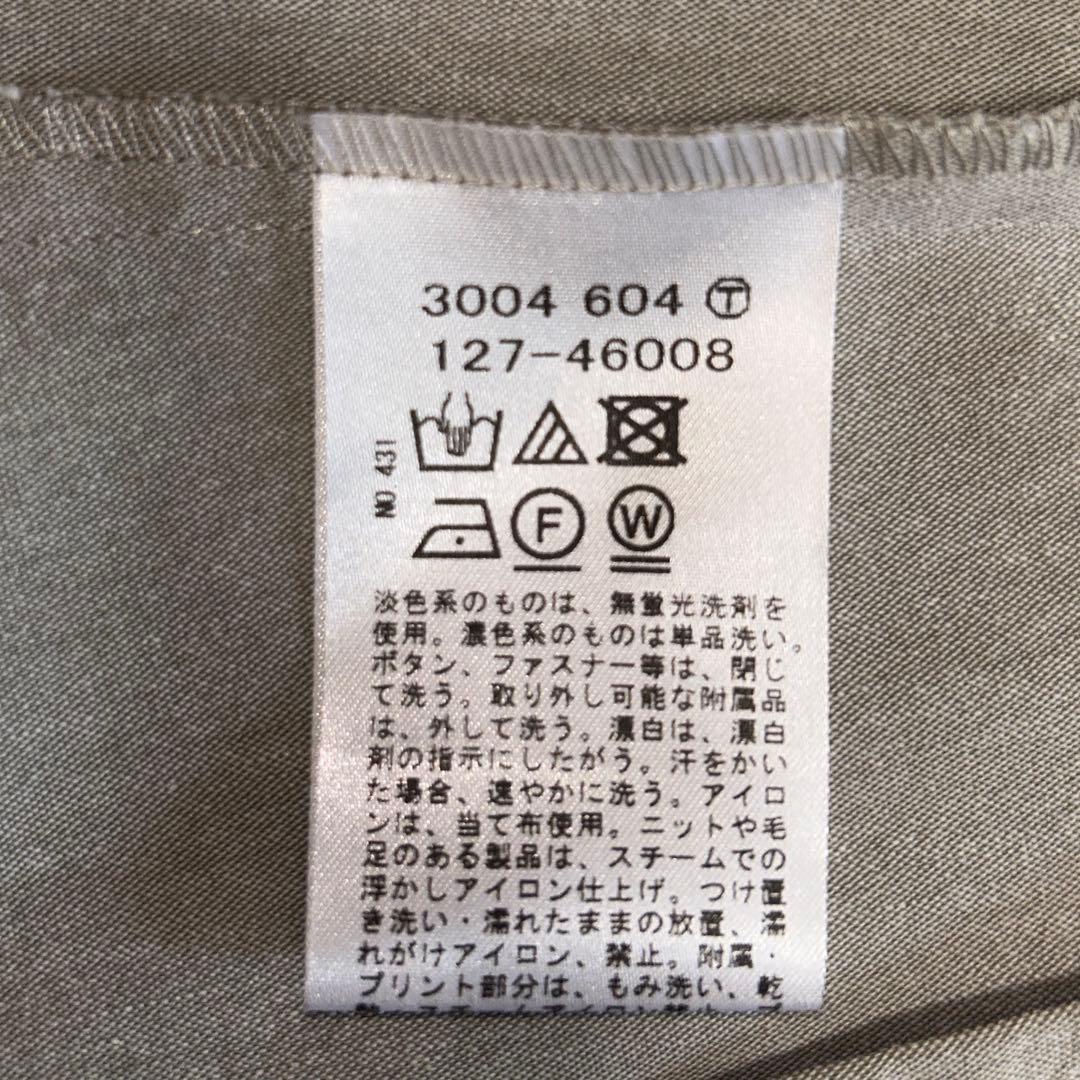 3004 604 Ⓣ
127-46008
NO 431
F W
淡色系のものは、無蛍光洗剤を
使用。濃色系のものは単品洗い。
ボタン、ファスナー等は、閉じ
て洗う。取り外し可能な附属品
は、外して洗う。漂白は、漂白
剤の指示にしたがう。汗をかい
た場合、速やかに洗う。アイロ
ンは、当て布使用。ニットや毛
足のある製品は、スチームでの
浮かしアイロン仕上げ。つけ置
き洗い・濡れたままの放置、濡
れがけアイロン、禁止。附属・
プリント部分は、もみ洗い、乾